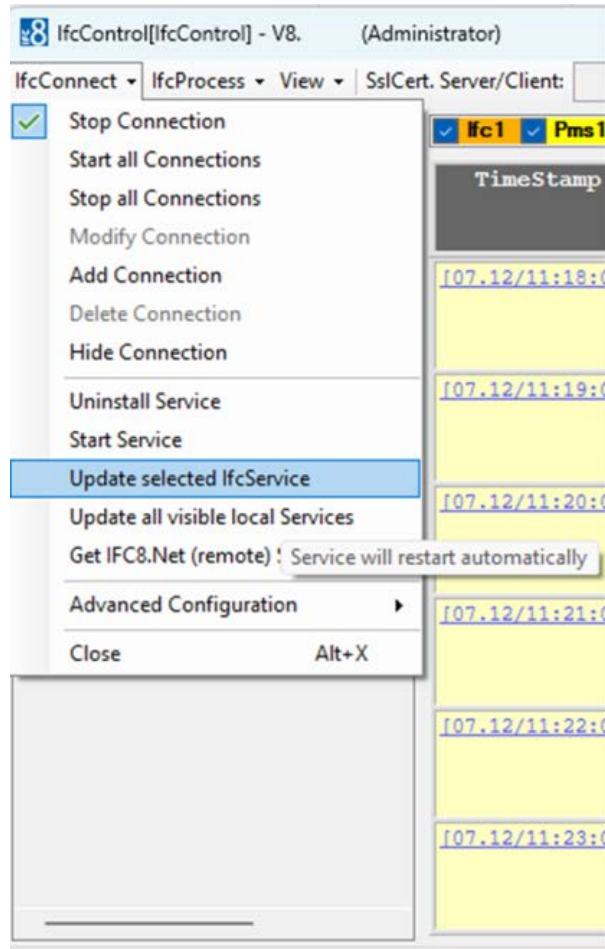 IfcControl[IfcControl] - V8. (Administrator)
IfcConnect IfcProcess View SslCert. Server/Client:
Stop Connection
Start all Connections
Stop all Connections
Modify Connection
Add Connection
Delete Connection
Hide Connection
Uninstall Service
Start Service
Update selected IfcService
Update all visible local Services
Get IFC8.Net (remote)
Service will restart automatically
Advanced Configuration
Close Alt+X
Ifc1 Pms1
TimeStamp
[07.12/11:18:0
[07.12/11:19:0
[07.12/11:20:0
[07.12/11:21:0
[07.12/11:22:0
[07.12/11:23:0